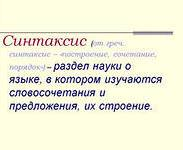 Синтаксис (от греч.
синтаксис – «построение, сочетание,
порядок») – раздел науки о
языке, в котором изучаются
словосочетания и
предложения, их строение.